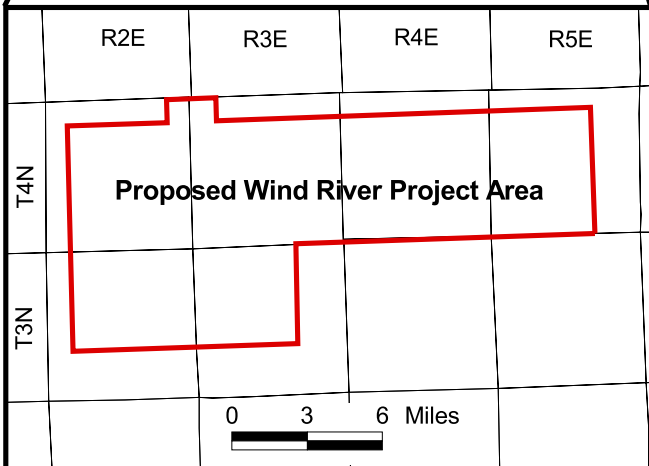 R2E R3E R4E R5E
T4N
Proposed Wind River Project Area
T3N
0 3 6 Miles